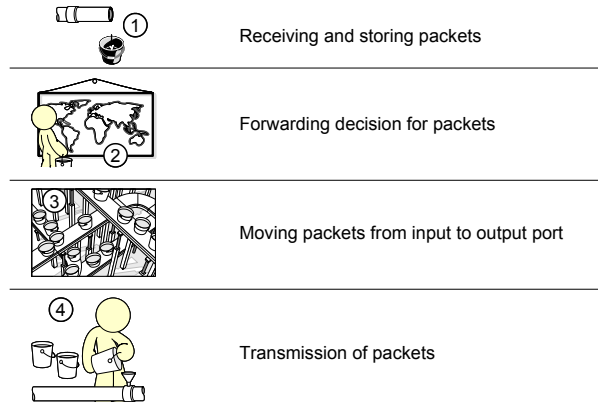 1
Receiving and storing packets
2
Forwarding decision for packets
3
Moving packets from input to output port
4
Transmission of packets